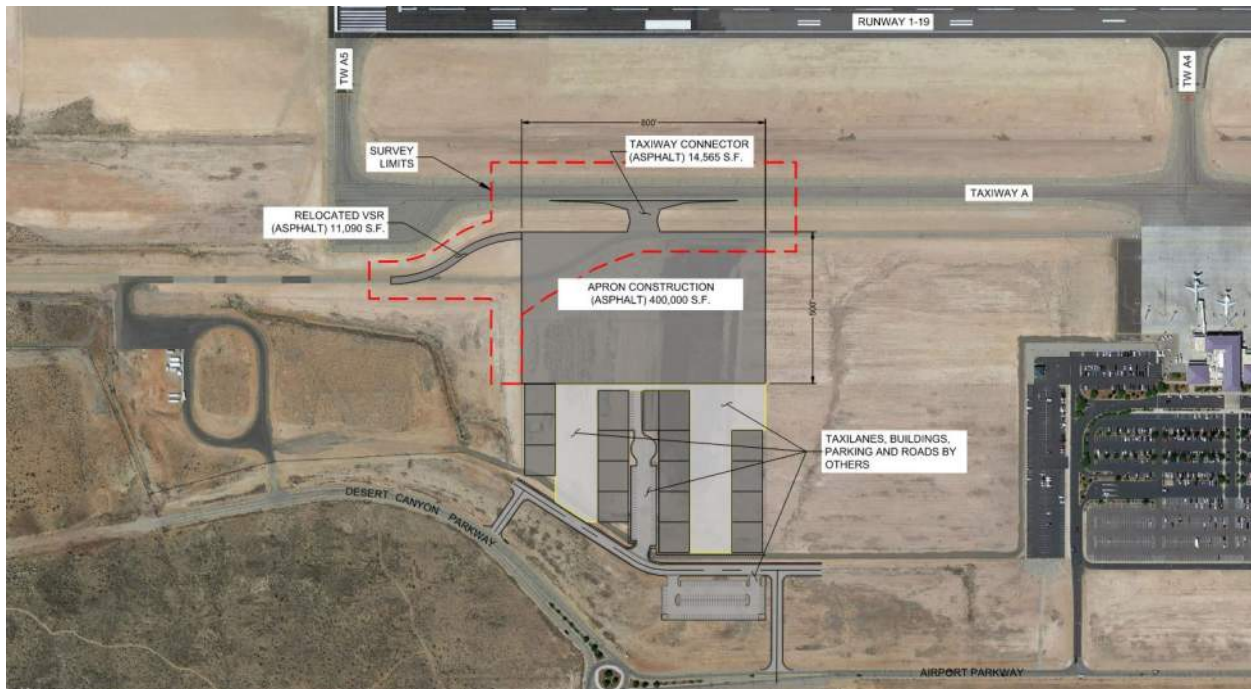 RUNWAY 1-19
TW A5
TW A4
800'
SURVEY
LIMITS
TAXIWAY CONNECTOR
(ASPHALT) 14,565 S.F.
TAXIWAY A
RELOCATED VSR
(ASPHALT) 11,090 S.F.
APRON CONSTRUCTION
(ASPHALT) 400,000 S.F.
500'
TAXILANES, BUILDINGS,
PARKING AND ROADS BY
OTHERS
DESERT CANYON PARKWAY
AIRPORT PARKWAY